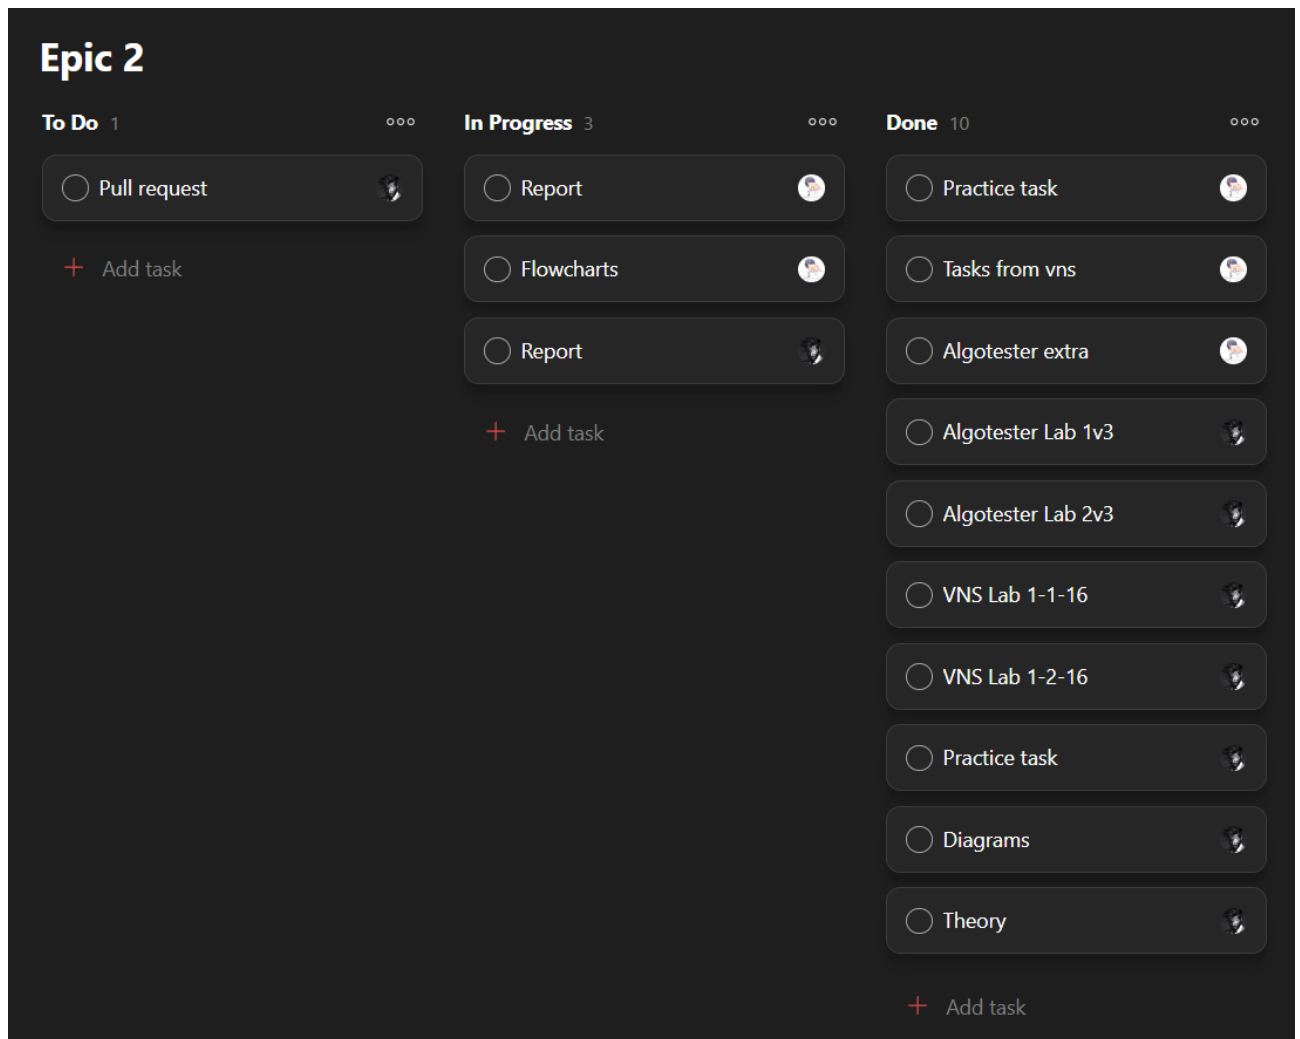 Epic 2
To Do 1
Pull request
Add task
In Progress 3
Report
Flowcharts
Report
Add task
Done 10
Practice task
Tasks from vns
Algotester extra
Algotester Lab 1v3
Algotester Lab 2v3
VNS Lab 1-1-16
VNS Lab 1-2-16
Practice task
Diagrams
Theory
Add task